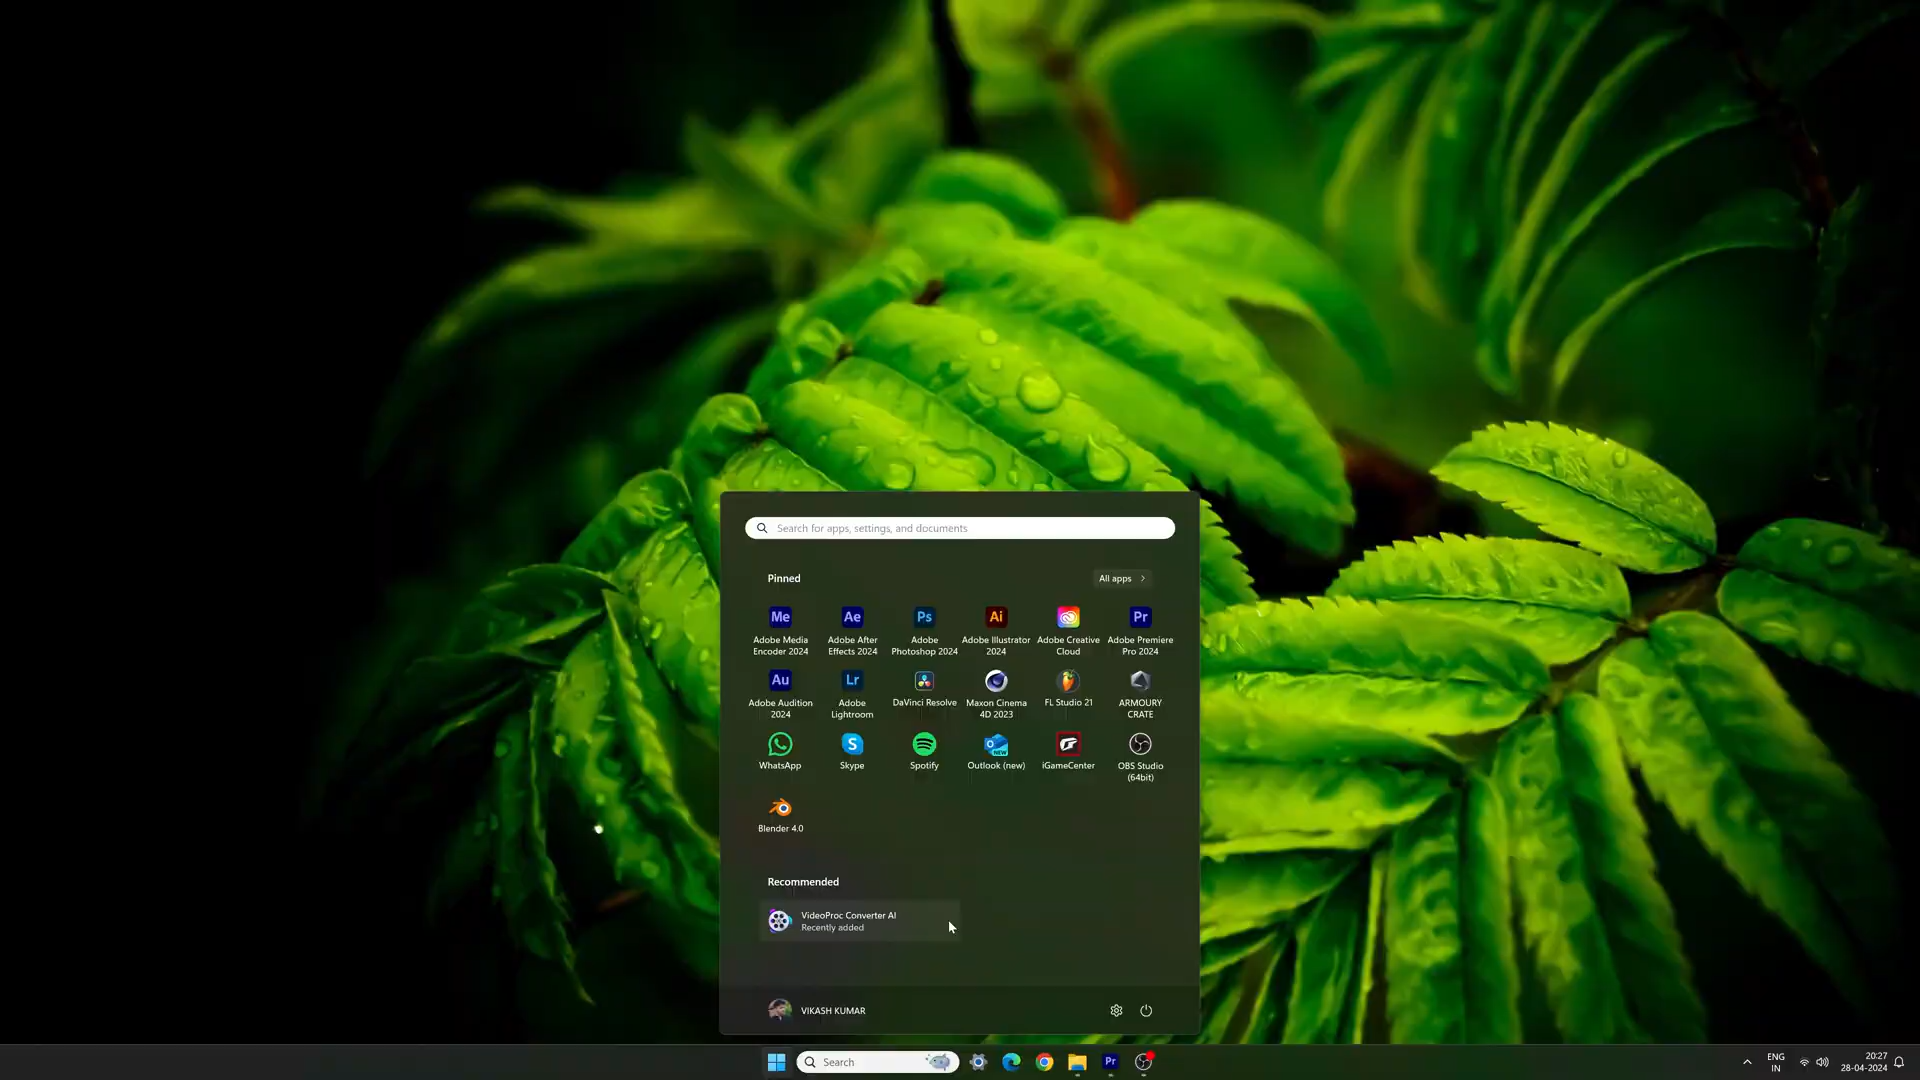 Search for apps, settings, and documents
Pinned
All apps
Me
Ae
Ps
Ai
Pr
Adobe Media
Encoder 2024
Adobe After
Effects 2024
Adobe
Photoshop 2024
Adobe Illustrator
2024
Adobe Creative
Cloud
Adobe Premiere
Pro 2024
Au
Lr
Adobe Audition
2024
Adobe
Lightroom
DaVinci Resolve
Maxon Cinema
4D 2023
FL Studio 21
ARMOURY
CRATE
S
O
NEW
WhatsApp
Skype
Spotify
Outlook (new)
iGameCenter
OBS Studio
(64bit)
Blender 4.0
Recommended
VideoProc Converter AI
Recently added
VIKASH KUMAR
Search
Pr
ENG
IN
20:27
28-04-2024